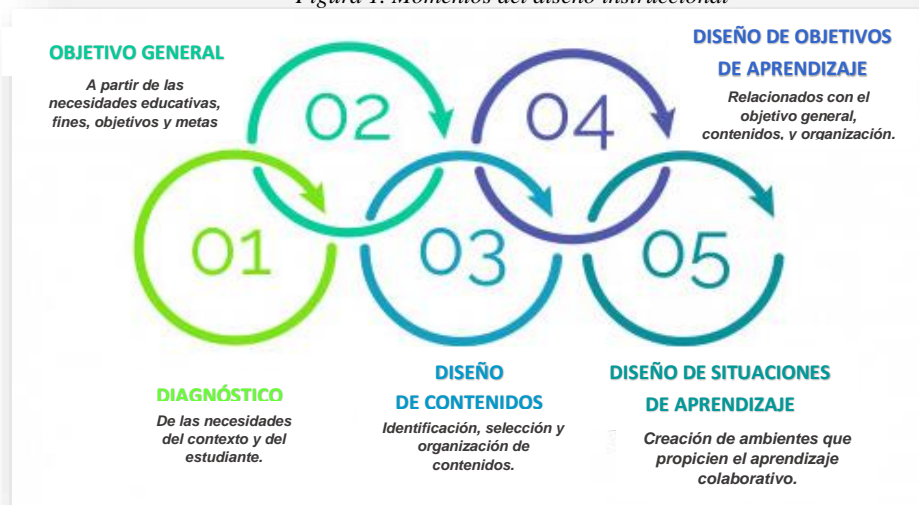 Figura 1. Momentos del diseño instruccional
OBJETIVO GENERAL
A partir de las
necesidades educativas,
fines, objetivos y metas
DISEÑO DE OBJETIVOS
DE APRENDIZAJE
Relacionados con el
objetivo general,
contenidos, y organización.
02
04
01
03
05
DIAGNÓSTICO
De las necesidades
del contexto y del
estudiante.
DISEÑO
DE CONTENIDOS
Identificación, selección y
organización de
contenidos.
DISEÑO DE SITUACIONES
DE APRENDIZAJE
Creación de ambientes que
propicien el aprendizaje
colaborativo.